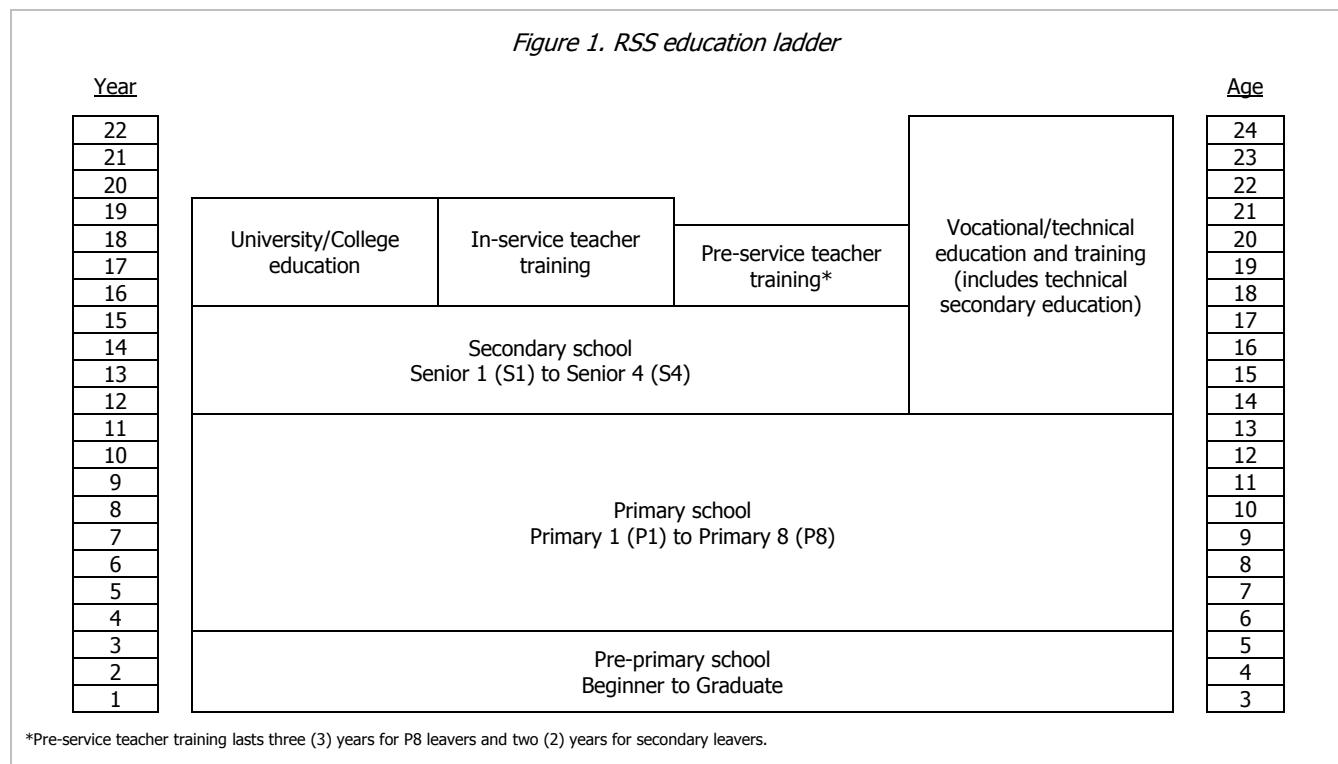 Figure 1. RSS education ladder
Year
Age
22
21
20
19
18
17
16
15
14
13
12
11
10
9
8
7
6
5
4
3
2
1
University/College
education
In-service teacher
training
Pre-service teacher
training*
Vocational/technical
education and training
(includes technical
secondary education)
Secondary school
Senior 1 (S1) to Senior 4 (S4)
Primary school
Primary 1 (P1) to Primary 8 (P8)
Pre-primary school
Beginner to Graduate
24
23
22
21
20
19
18
17
16
15
14
13
12
11
10
9
8
7
6
5
4
3
*Pre-service teacher training lasts three (3) years for P8 leavers and two (2) years for secondary leavers.